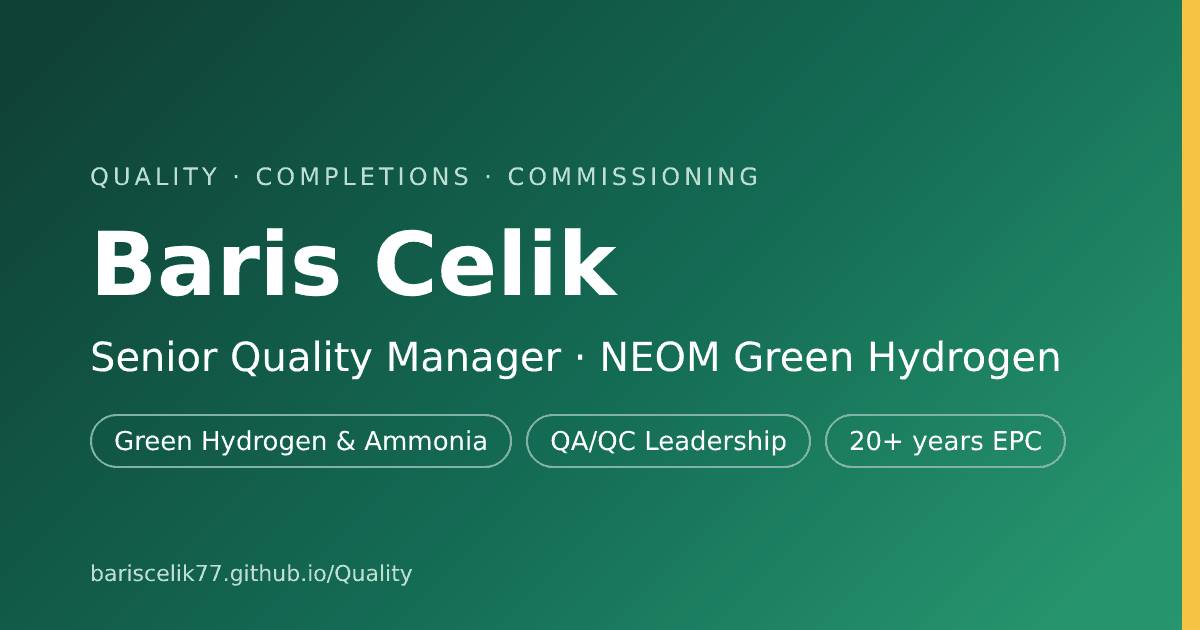 QUALITY · COMPLETIONS · COMMISSIONING
Baris Celik
Senior Quality Manager · NEOM Green Hydrogen
Green Hydrogen & Ammonia QA/QC Leadership 20+ years EPC
bariscelik77.github.io/Quality